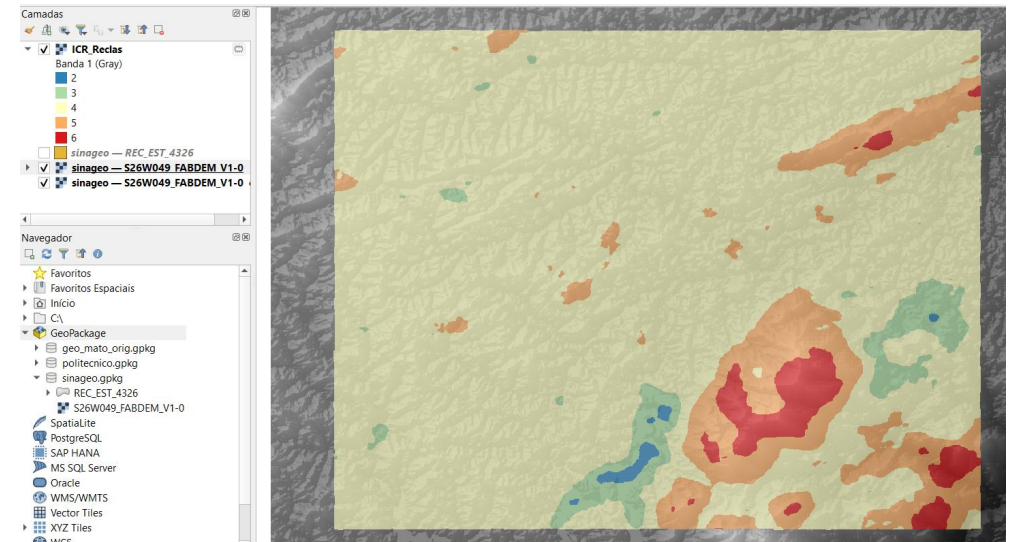 Camadas
ICR_Reclas
Banda 1 (Gray)
2
3
4
5
6
sinageo — REC_EST_4326
sinageo — S26W049_FABDEM_V1-0
sinageo — S26W049_FABDEM_V1-0
Navegador
Favoritos
Favoritos Espaciais
Início
C:\
GeoPackage
geo_mato_orig.gpkg
politecnico.gpkg
sinageo.gpkg
REC_EST_4326
S26W049_FABDEM_V1-0
SpatiaLite
PostgreSQL
SAP HANA
MS SQL Server
Oracle
WMS/WMTS
Vector Tiles
XYZ Tiles
WCS